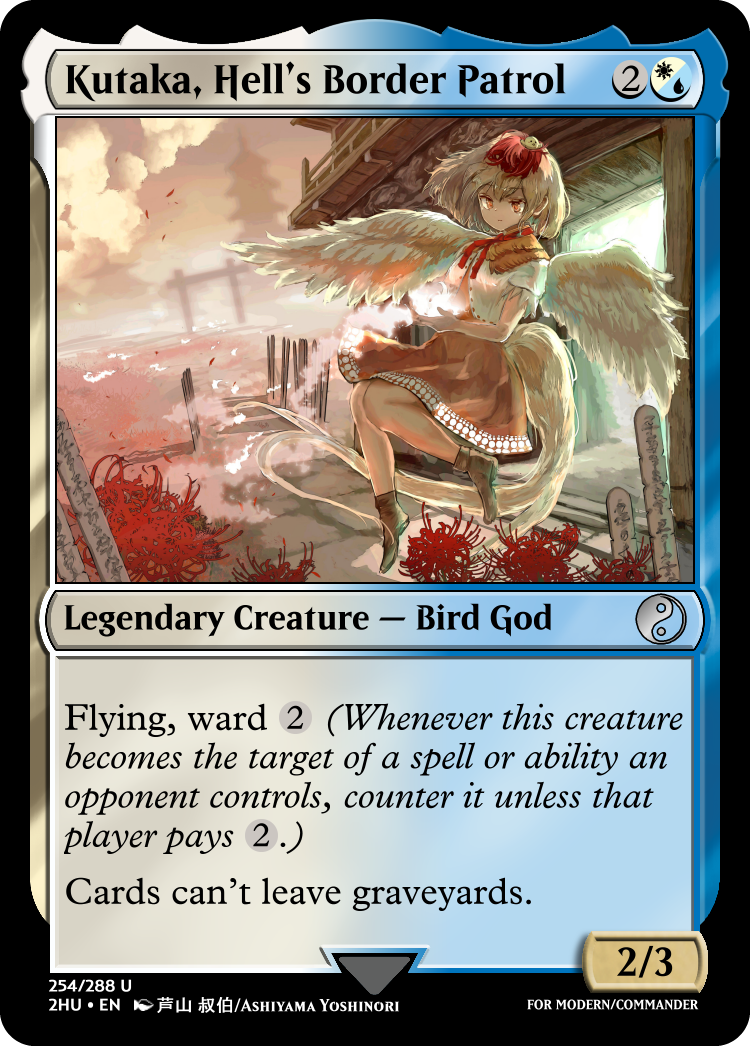 Kutaka, Hell's Border Patrol 2
Legendary Creature — Bird God
Flying, ward 2 (Whenever this creature
becomes the target of a spell or ability an
opponent controls, counter it unless that
player pays 2.)
Cards can't leave graveyards.
2/3
254/288 U
2HU • EN 芦山 叔伯/Ashiyama Yoshinori
FOR MODERN/COMMANDER